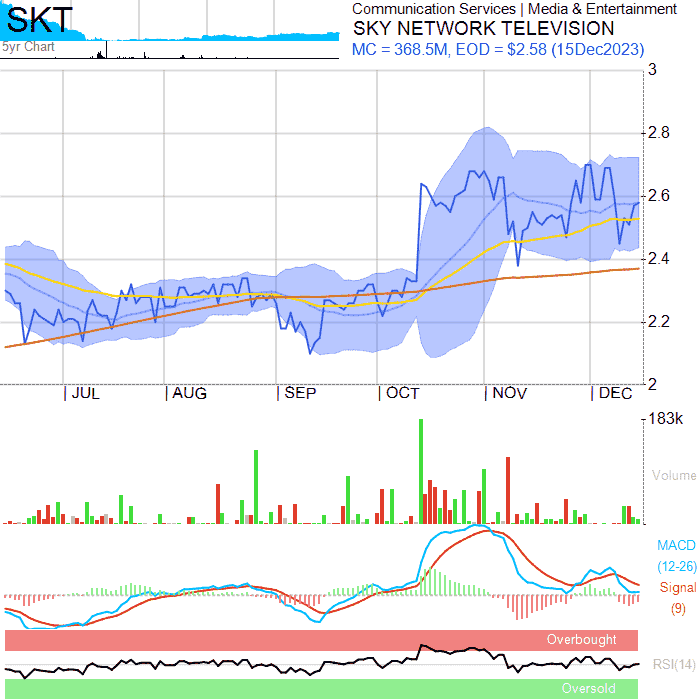 SKT
5yr Chart
Communication Services | Media & Entertainment
SKY NETWORK TELEVISION
MC = 368.5M, EOD = $2.58 (15Dec2023)
3
2.8
2.6
2.4
2.2
2
JUL AUG SEP OCT NOV DEC
183k
Volume
MACD
(12-26)
Signal
(9)
Overbought
RSI(14)
Oversold